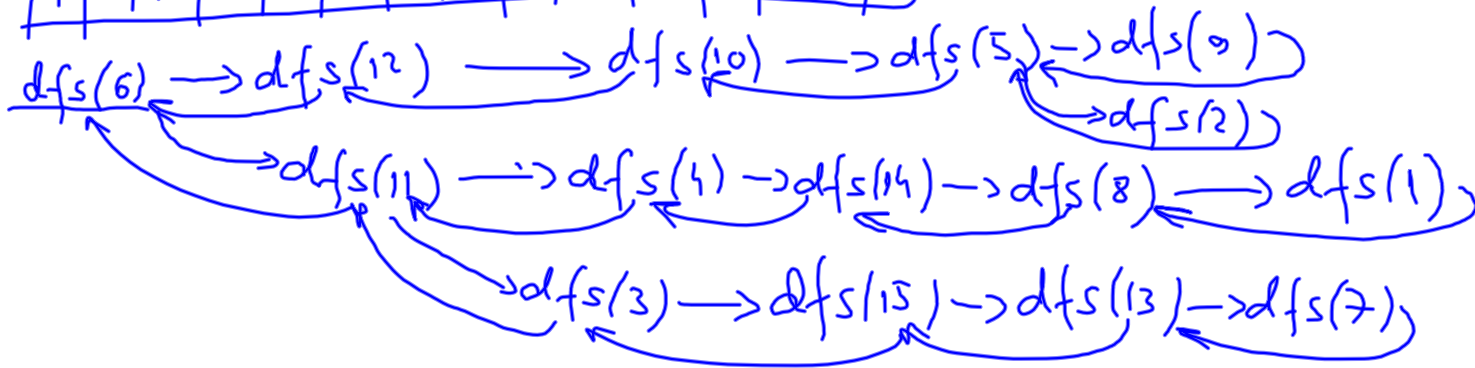 dfs(6) → dfs(12) → dfs(10) → dfs(5) → dfs(9)
→ dfs(2)
→ dfs(11) → dfs(4) → dfs(14) → dfs(8) → dfs(1)
→ dfs(3) → dfs(15) → dfs(13) → dfs(7)